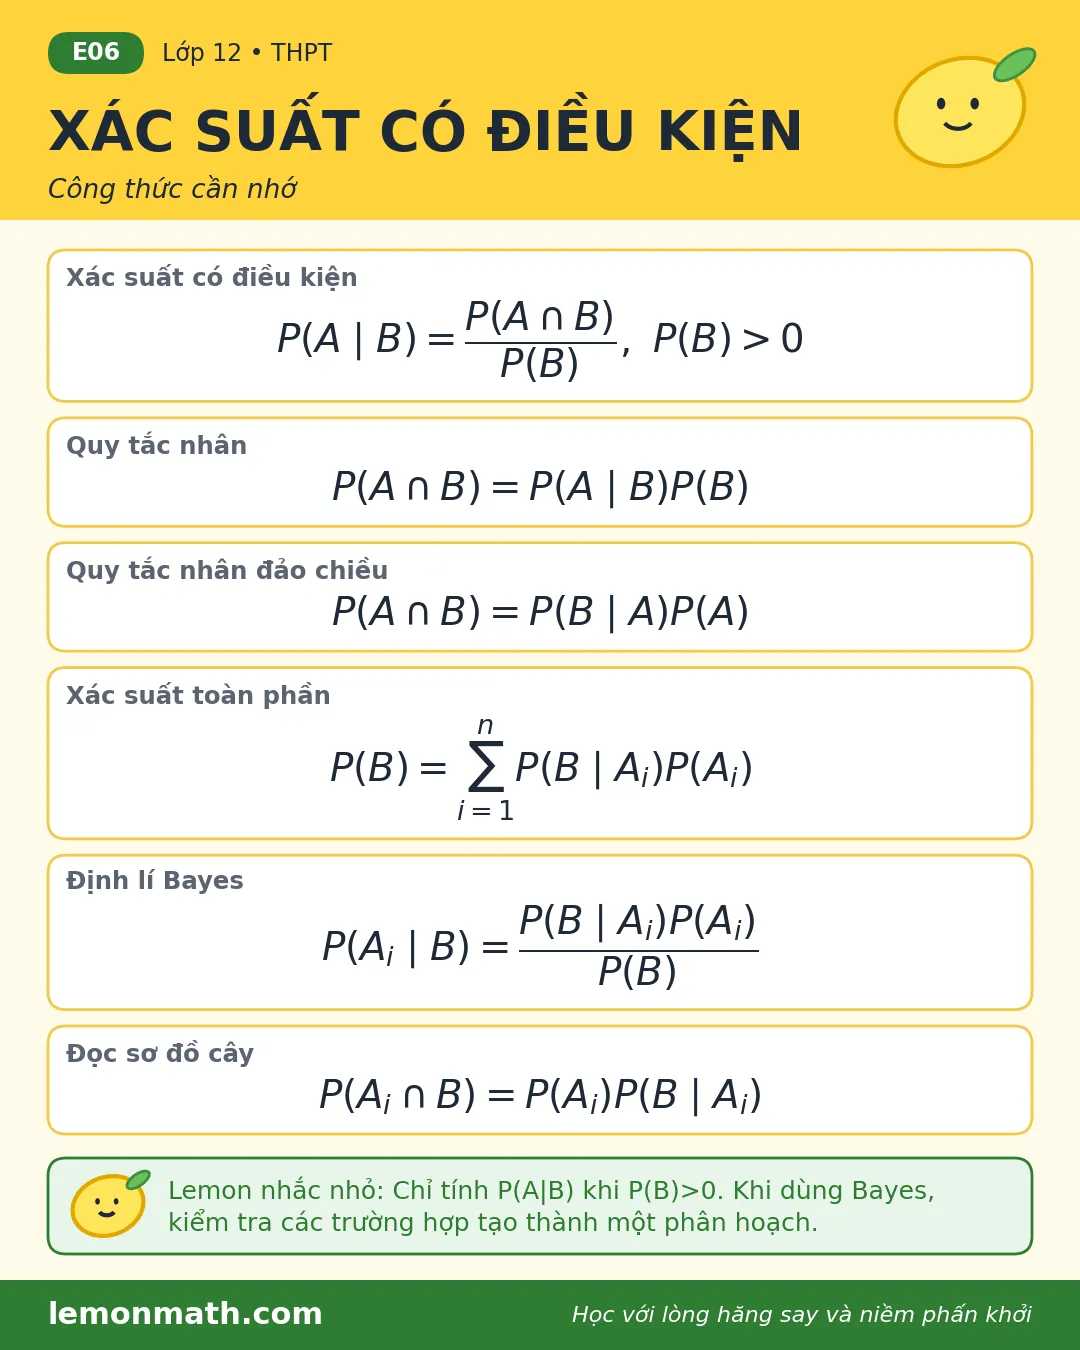 E06 Lớp 12 • THPT
XÁC SUẤT CÓ ĐIỀU KIỆN
Công thức cần nhớ
Xác suất có điều kiện
P(A | B) = P(A ∩ B) / P(B), P(B) > 0
Quy tắc nhân
P(A ∩ B) = P(A | B)P(B)
Quy tắc nhân đảo chiều
P(A ∩ B) = P(B | A)P(A)
Xác suất toàn phần
P(B) = ∑_{i=1}^{n} P(B | A_i)P(A_i)
Định lí Bayes
P(A_i | B) = P(B | A_i)P(A_i) / P(B)
Đọc sơ đồ cây
P(A_i ∩ B) = P(A_i)P(B | A_i)
Lemon nhắc nhỏ: Chỉ tính P(A|B) khi P(B)>0. Khi dùng Bayes,
kiểm tra các trường hợp tạo thành một phân hoạch.
lemonmath.com
Học với lòng hăng say và niềm phấn khởi